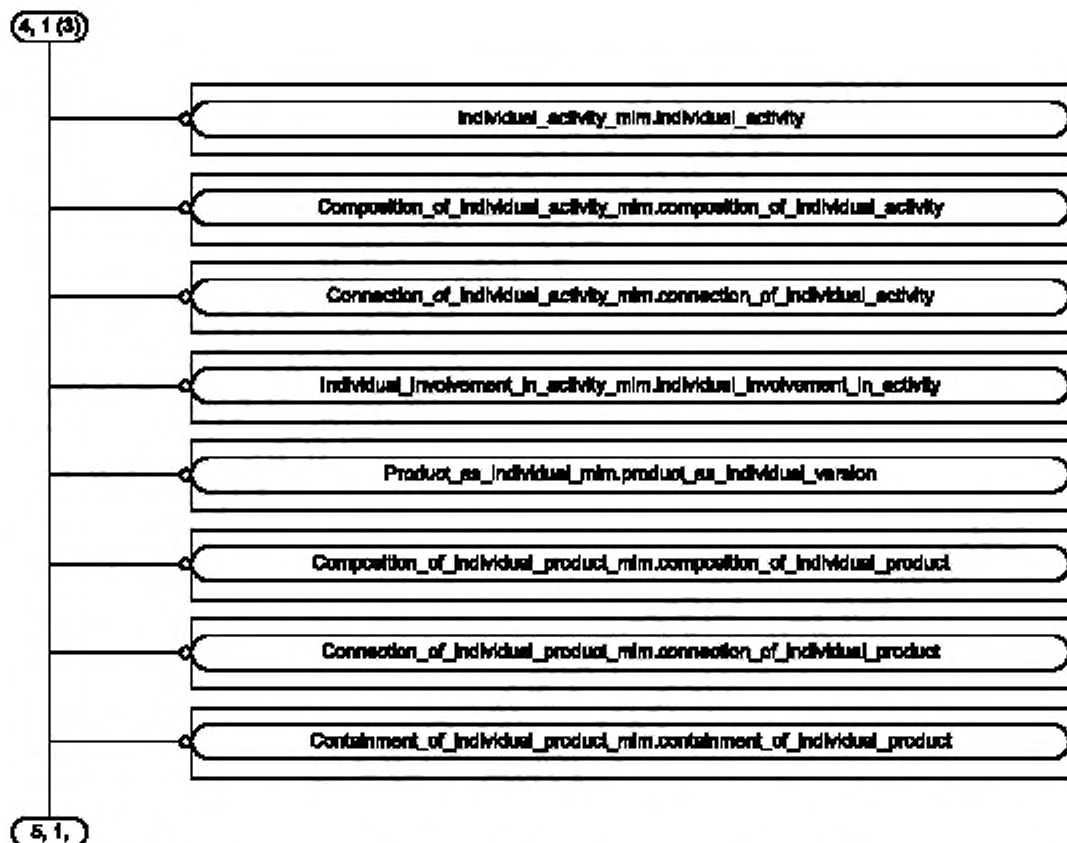 4, 1 (3)
Individual_activity_mim.individual_activity
Composition_of_individual_activity_mim.composition_of_individual_activity
Connection_of_individual_activity_mim.connection_of_individual_activity
Individual_involvement_in_activity_mim.individual_involvement_in_activity
Product_as_individual_mim.product_as_individual_version
Composition_of_individual_product_mim.composition_of_individual_product
Connection_of_individual_product_mim.connection_of_individual_product
Containment_of_individual_product_mim.containment_of_individual_product
5, 1,